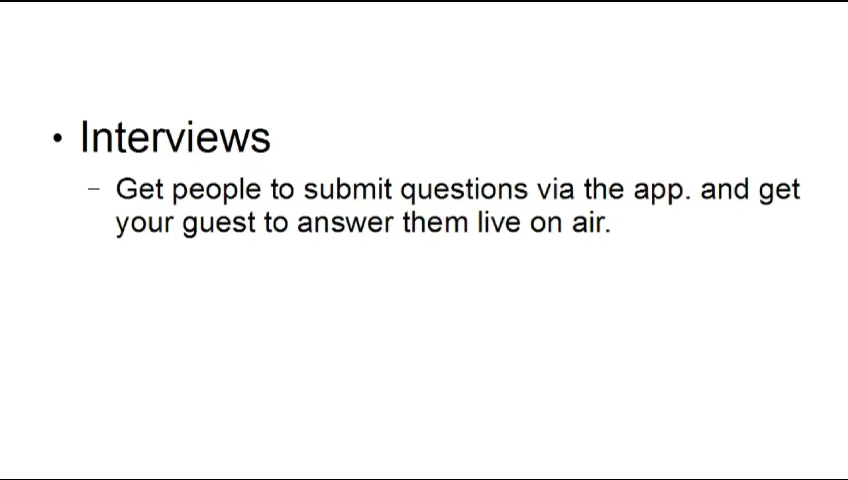 • Interviews
– Get people to submit questions via the app. and get
your guest to answer them live on air.